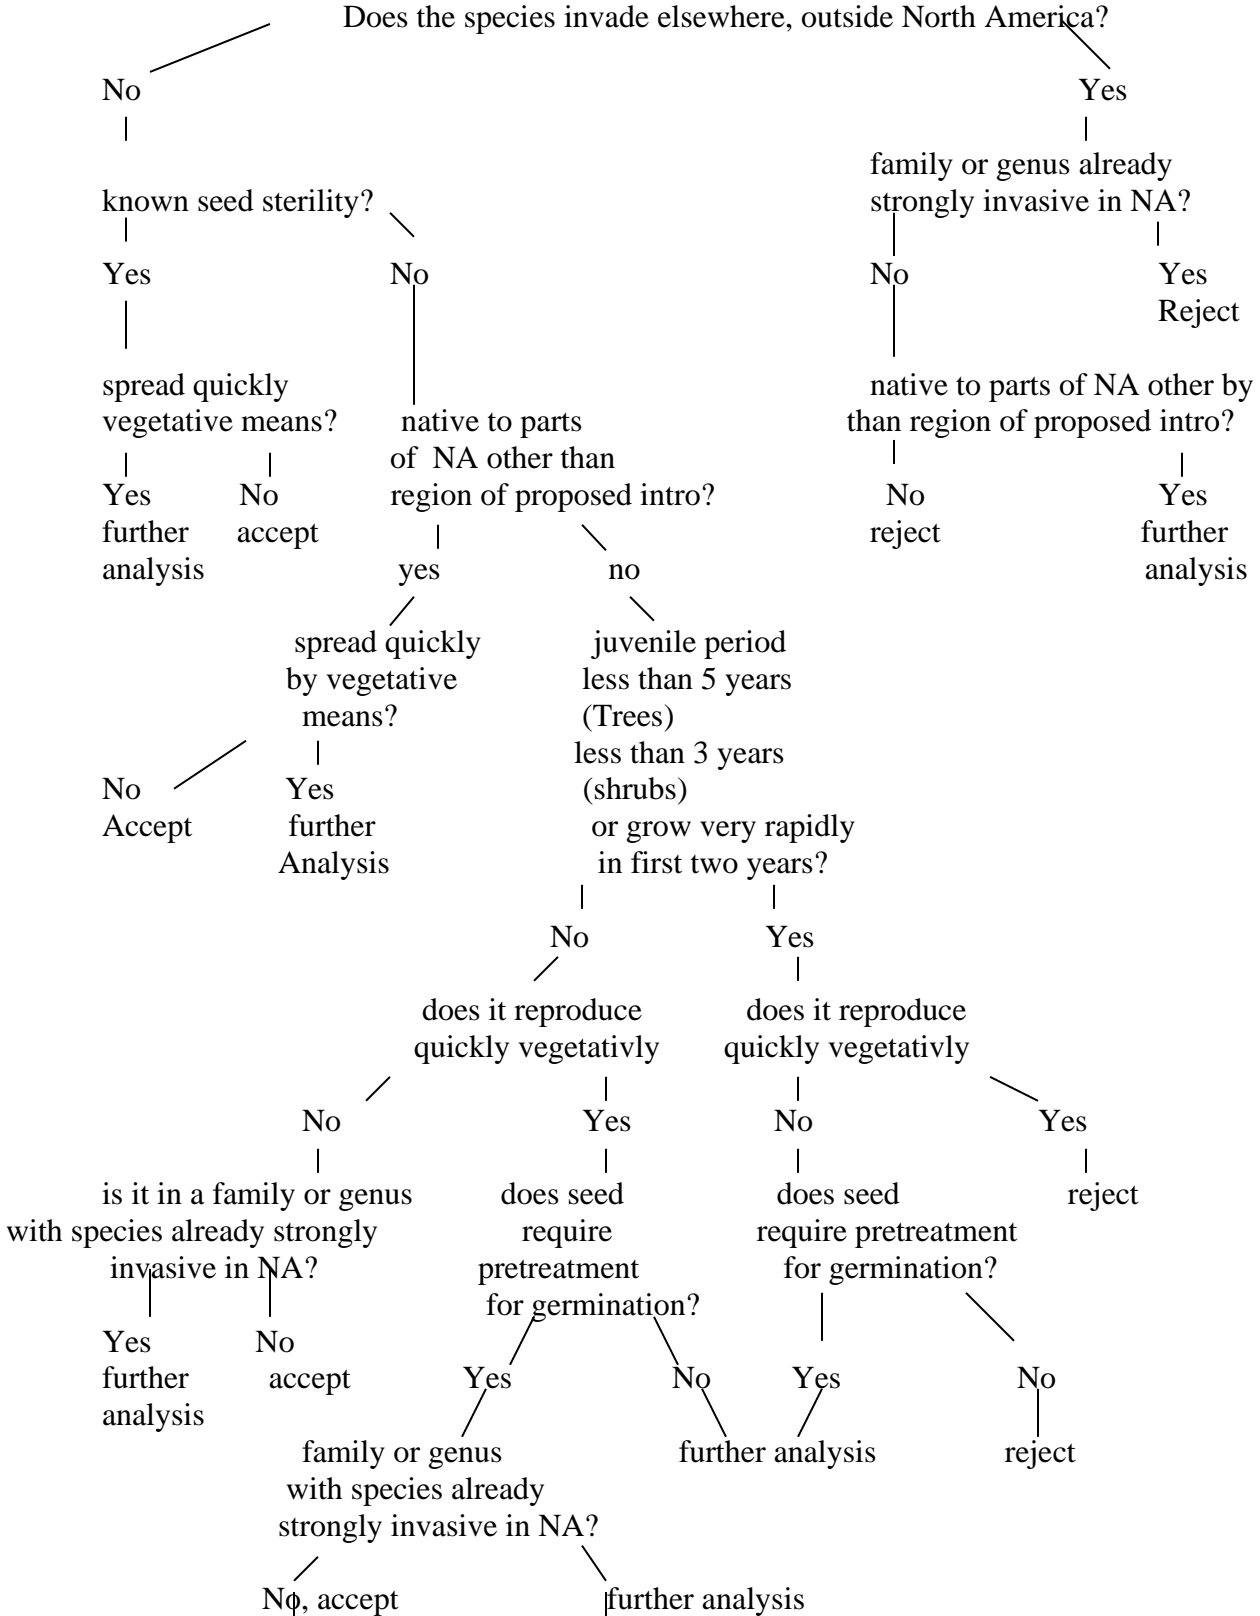 Does the species invade elsewhere, outside North America?
No
Yes
family or genus already
strongly invasive in NA?
known seed sterility?
Yes
No
No
Yes
Reject
spread quickly
vegetative means?
native to parts
of NA other than
region of proposed intro?
native to parts of NA other by
than region of proposed intro?
Yes
further
analysis
No
accept
No
reject
Yes
further
analysis
yes
no
spread quickly
by vegetative
means?
juvenile period
less than 5 years
(Trees)
less than 3 years
(shrubs)
or grow very rapidly
in first two years?
No
Accept
Yes
further
Analysis
No
Yes
does it reproduce
quickly vegetativly
does it reproduce
quickly vegetativly
No
Yes
No
Yes
is it in a family or genus
with species already strongly
invasive in NA?
does seed
require
pretreatment
for germination?
does seed
require pretreatment
for germination?
reject
Yes
further
analysis
No
accept
Yes
No
Yes
No
family or genus
with species already
strongly invasive in NA?
further analysis
reject
No, accept
further analysis